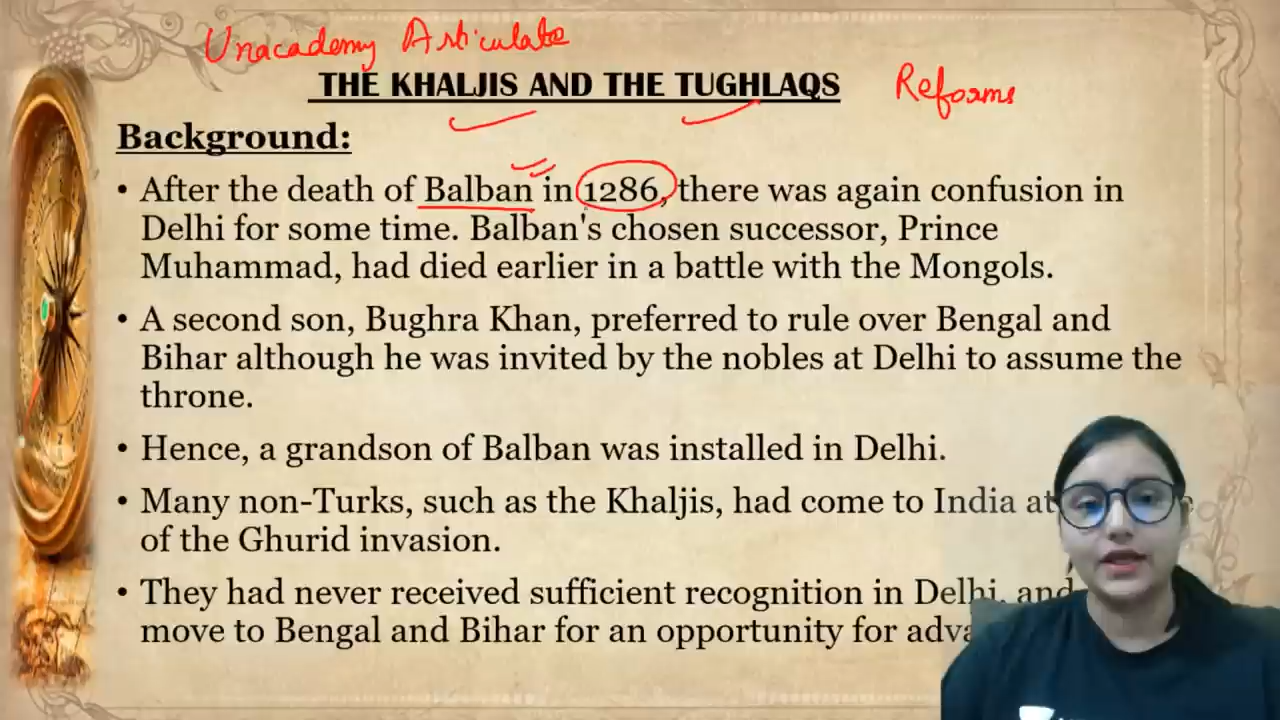 Unacademy Articulate
THE KHALJIS AND THE TUGHLAQS
Reforms
Background:
• After the death of Balban in 1286, there was again confusion in
Delhi for some time. Balban's chosen successor, Prince
Muhammad, had died earlier in a battle with the Mongols.
• A second son, Bughra Khan, preferred to rule over Bengal and
Bihar although he was invited by the nobles at Delhi to assume the
throne.
• Hence, a grandson of Balban was installed in Delhi.
• Many non-Turks, such as the Khaljis, had come to India at
of the Ghurid invasion.
• They had never received sufficient recognition in Delhi, and
move to Bengal and Bihar for an opportunity for